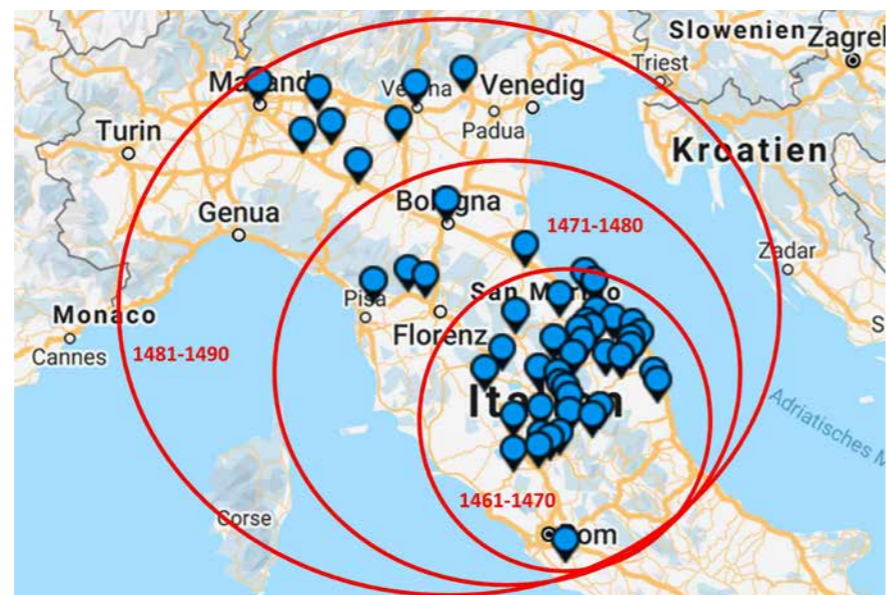 Slowenien
Zagreb
Triest
Mailand
Verona
Venedig
Padua
Turin
Kroatien
Bologna
Genua
1471-1480
Zadar
San Marino
Pisa
Monaco
Florenz
Cannes
1481-1490
Italien
Adriatisches M
1461-1470
Corse
Rom